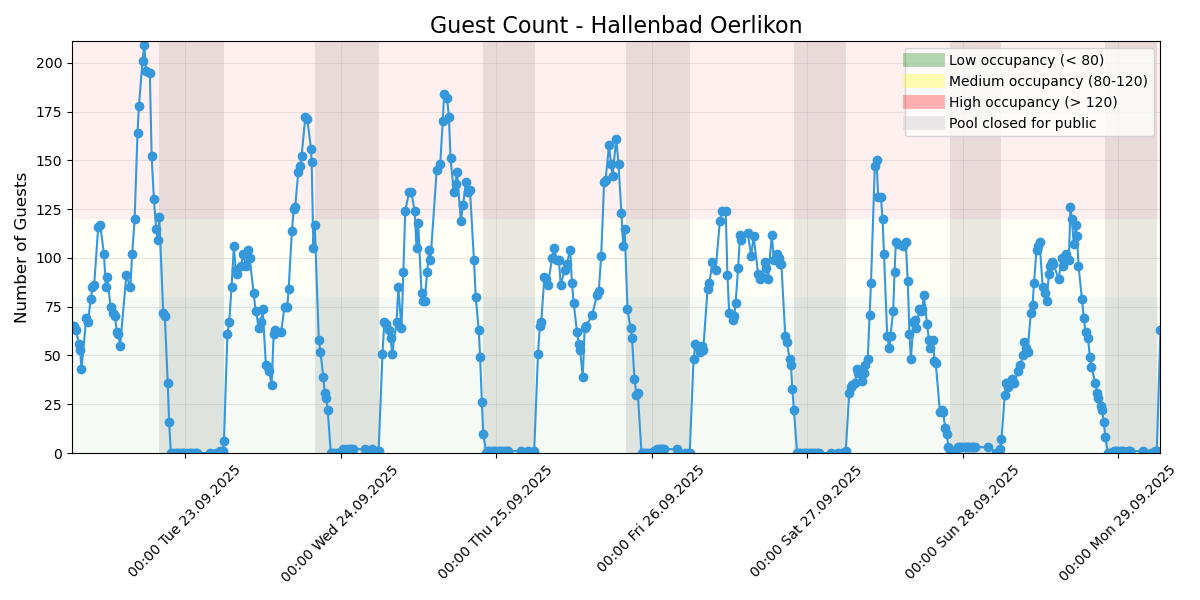 Guest Count - Hallenbad Oerlikon
Number of Guests
200
175
150
125
100
75
50
25
0
Low occupancy (< 80)
Medium occupancy (80-120)
High occupancy (> 120)
Pool closed for public
00:00 Tue 23.09.2025
00:00 Wed 24.09.2025
00:00 Thu 25.09.2025
00:00 Fri 26.09.2025
00:00 Sat 27.09.2025
00:00 Sun 28.09.2025
00:00 Mon 29.09.2025